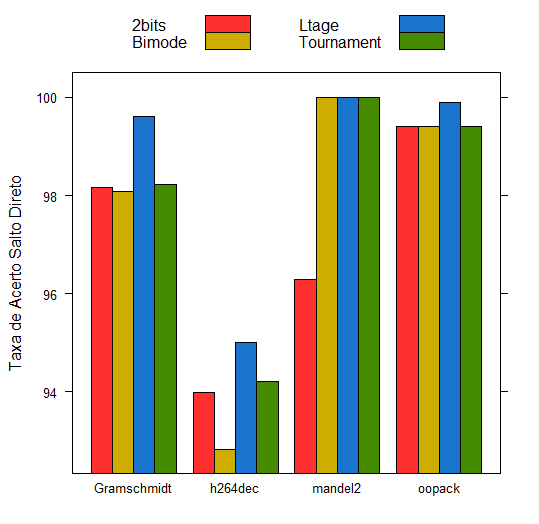 2bits Ltage
Bimode Tournament
Taxa de Acerto Salto Direto
100
98
96
94
Gramschmidt h264dec mandel2 oopack